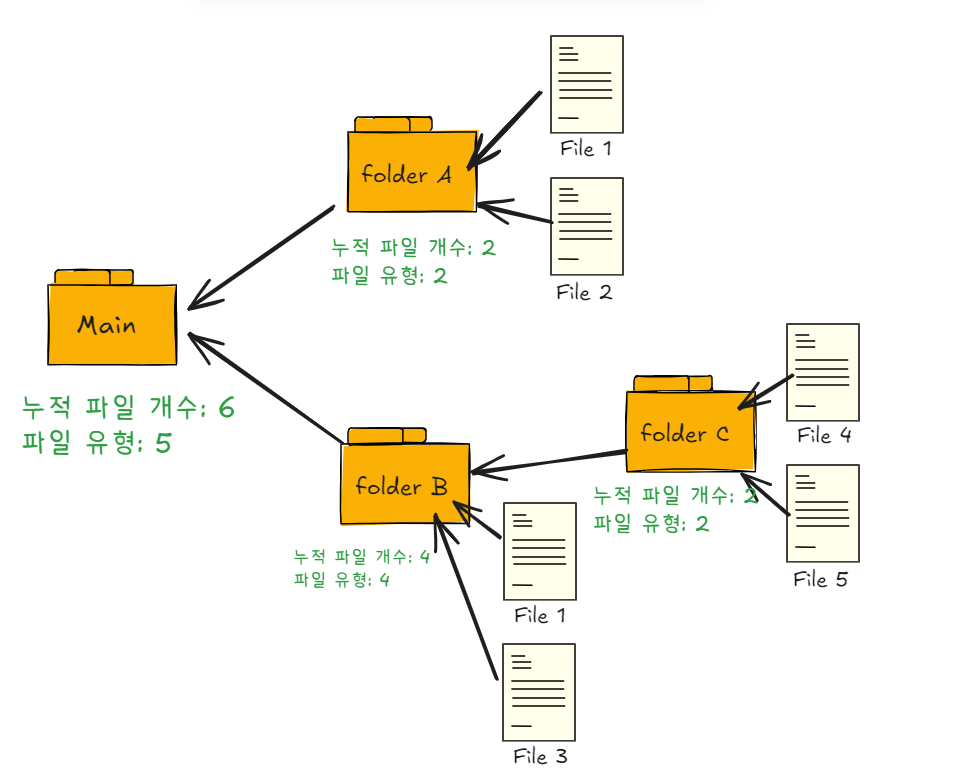 File 1
folder A
File 2
누적 파일 개수: 2
파일 유형: 2
Main
누적 파일 개수: 6
파일 유형: 5
File 4
folder C
folder B
누적 파일 개수: 2
파일 유형: 2
File 5
누적 파일 개수: 4
파일 유형: 4
File 1
File 3